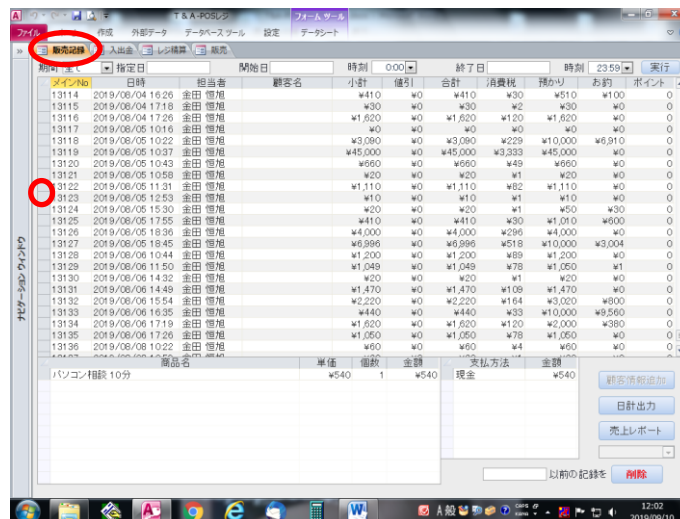 T & A-POSレジ フォーム ツール
ファイル ホーム 作成 外部データ データベース ツール 設定 データシート
販売記録 入出金 レジ精算 販売
期間 全て 指定日 開始日 時刻 0:00 終了日 時刻 23:59 実行
メインNo 日時 担当者 顧客名 小計 値引 合計 消費税 預かり お釣 ポイント
13114 2019/08/04 16:26 金田 恒旭 ¥410 ¥0 ¥410 ¥30 ¥510 ¥100 0
13115 2019/08/04 17:18 金田 恒旭 ¥30 ¥0 ¥30 ¥2 ¥30 ¥0 0
13116 2019/08/04 17:26 金田 恒旭 ¥1,620 ¥0 ¥1,620 ¥120 ¥1,620 ¥0 0
13117 2019/08/05 10:16 金田 恒旭 ¥0 ¥0 ¥0 ¥0 ¥0 ¥0 0
13118 2019/08/05 10:22 金田 恒旭 ¥3,090 ¥0 ¥3,090 ¥229 ¥10,000 ¥6,910 0
13119 2019/08/05 10:37 金田 恒旭 ¥45,000 ¥0 ¥45,000 ¥3,333 ¥45,000 ¥0 0
13120 2019/08/05 10:43 金田 恒旭 ¥660 ¥0 ¥660 ¥49 ¥660 ¥0 0
13121 2019/08/05 10:58 金田 恒旭 ¥20 ¥0 ¥20 ¥1 ¥20 ¥0 0
13122 2019/08/05 11:31 金田 恒旭 ¥1,110 ¥0 ¥1,110 ¥82 ¥1,110 ¥0 0
13123 2019/08/05 12:53 金田 恒旭 ¥10 ¥0 ¥10 ¥1 ¥10 ¥0 0
13124 2019/08/05 15:30 金田 恒旭 ¥20 ¥0 ¥20 ¥1 ¥50 ¥30 0
13125 2019/08/05 17:55 金田 恒旭 ¥410 ¥0 ¥410 ¥30 ¥1,010 ¥600 0
13126 2019/08/05 18:36 金田 恒旭 ¥4,000 ¥0 ¥4,000 ¥296 ¥4,000 ¥0 0
13127 2019/08/05 18:45 金田 恒旭 ¥6,996 ¥0 ¥6,996 ¥518 ¥10,000 ¥3,004 0
13128 2019/08/06 10:44 金田 恒旭 ¥1,200 ¥0 ¥1,200 ¥89 ¥1,200 ¥0 0
13129 2019/08/06 11:50 金田 恒旭 ¥1,049 ¥0 ¥1,049 ¥78 ¥1,050 ¥1 0
13130 2019/08/06 14:32 金田 恒旭 ¥20 ¥0 ¥20 ¥1 ¥20 ¥0 0
13131 2019/08/06 14:49 金田 恒旭 ¥1,470 ¥0 ¥1,470 ¥109 ¥1,470 ¥0 0
13132 2019/08/06 15:54 金田 恒旭 ¥2,220 ¥0 ¥2,220 ¥164 ¥3,020 ¥800 0
13133 2019/08/06 16:35 金田 恒旭 ¥440 ¥0 ¥440 ¥33 ¥10,000 ¥9,560 0
13134 2019/08/06 17:19 金田 恒旭 ¥1,620 ¥0 ¥1,620 ¥120 ¥2,000 ¥380 0
13135 2019/08/06 17:26 金田 恒旭 ¥1,050 ¥0 ¥1,050 ¥78 ¥1,050 ¥0 0
13136 2019/08/08 10:22 金田 恒旭 ¥60 ¥0 ¥60 ¥4 ¥60 ¥0 0
ナビゲーション ウィンドウ
商品名 単価 個数 金額 支払方法 金額
パソコン相談 10分 ¥540 1 ¥540 現金 ¥540
顧客情報追加
日計出力
売上レポート
以前の記録を 削除
A 般 CAPS KANA 12:02
2019/09/10